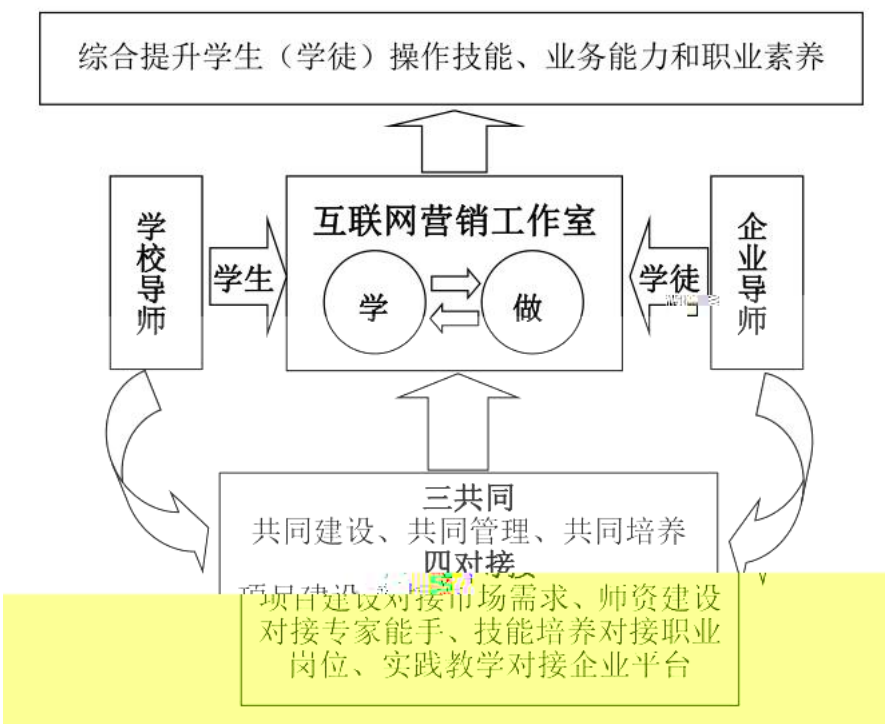 综合提升学生（学徒）操作技能、业务能力和职业素养
学校导师
学生
互联网营销工作室
学
做
学徒
企业导师
三共同
共同建设、共同管理、共同培养
四对接
项目建设对接市场需求、师资建设
对接专家能手、技能培养对接职业
岗位、实践教学对接企业平台